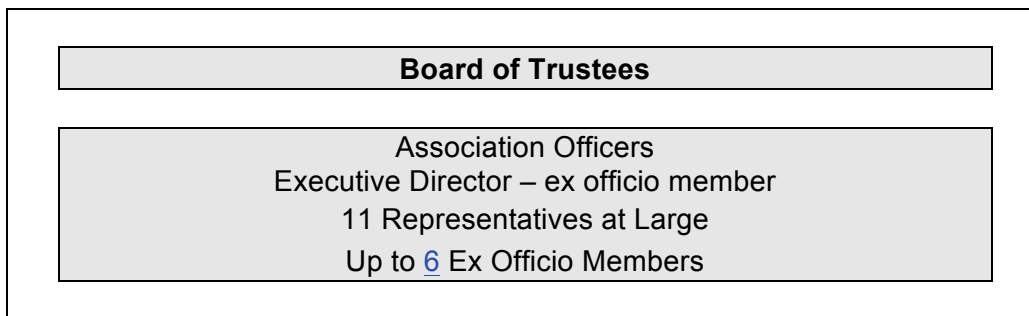 Board of Trustees
Association Officers
Executive Director – ex officio member
11 Representatives at Large
Up to 6 Ex Officio Members